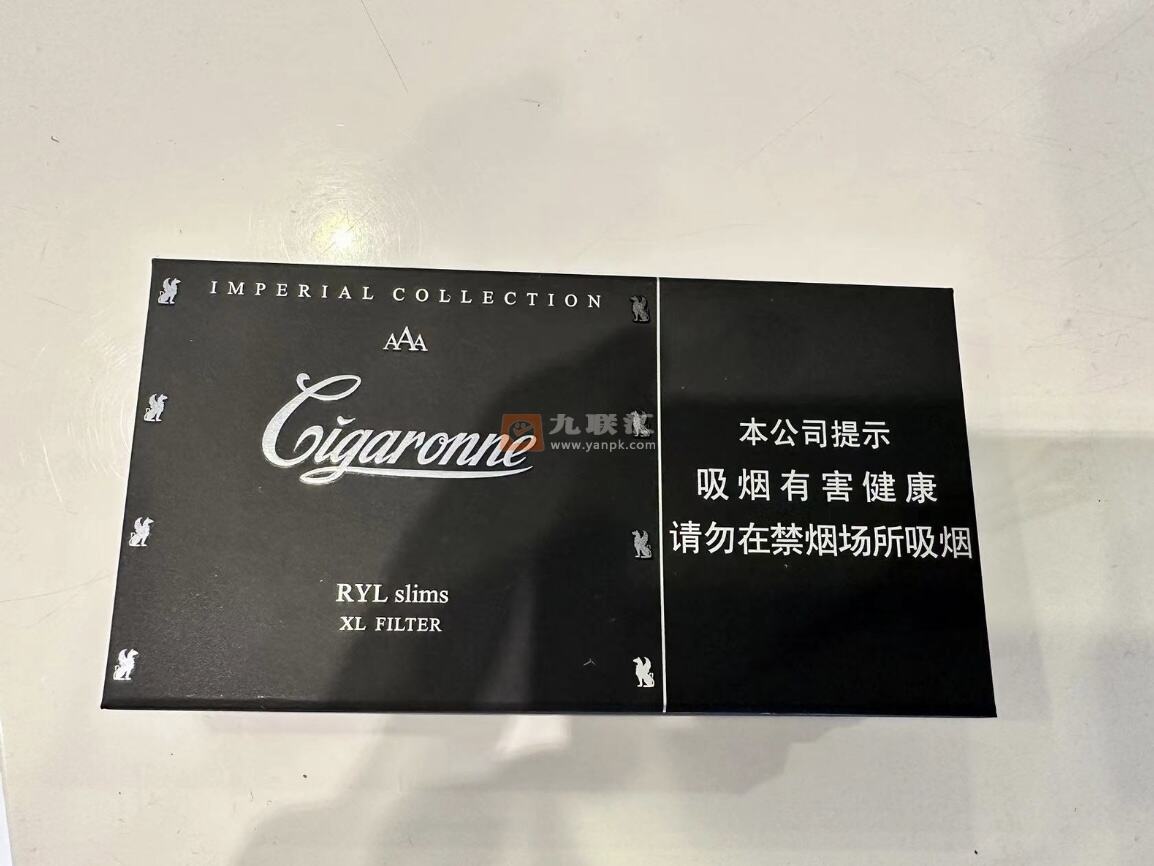 IMPERIAL COLLECTION
AAA
Cigaronne
RYL slims
XL FILTER
九联汇
www.yanpk.com
本公司提示
吸烟有害健康
请勿在禁烟场所吸烟